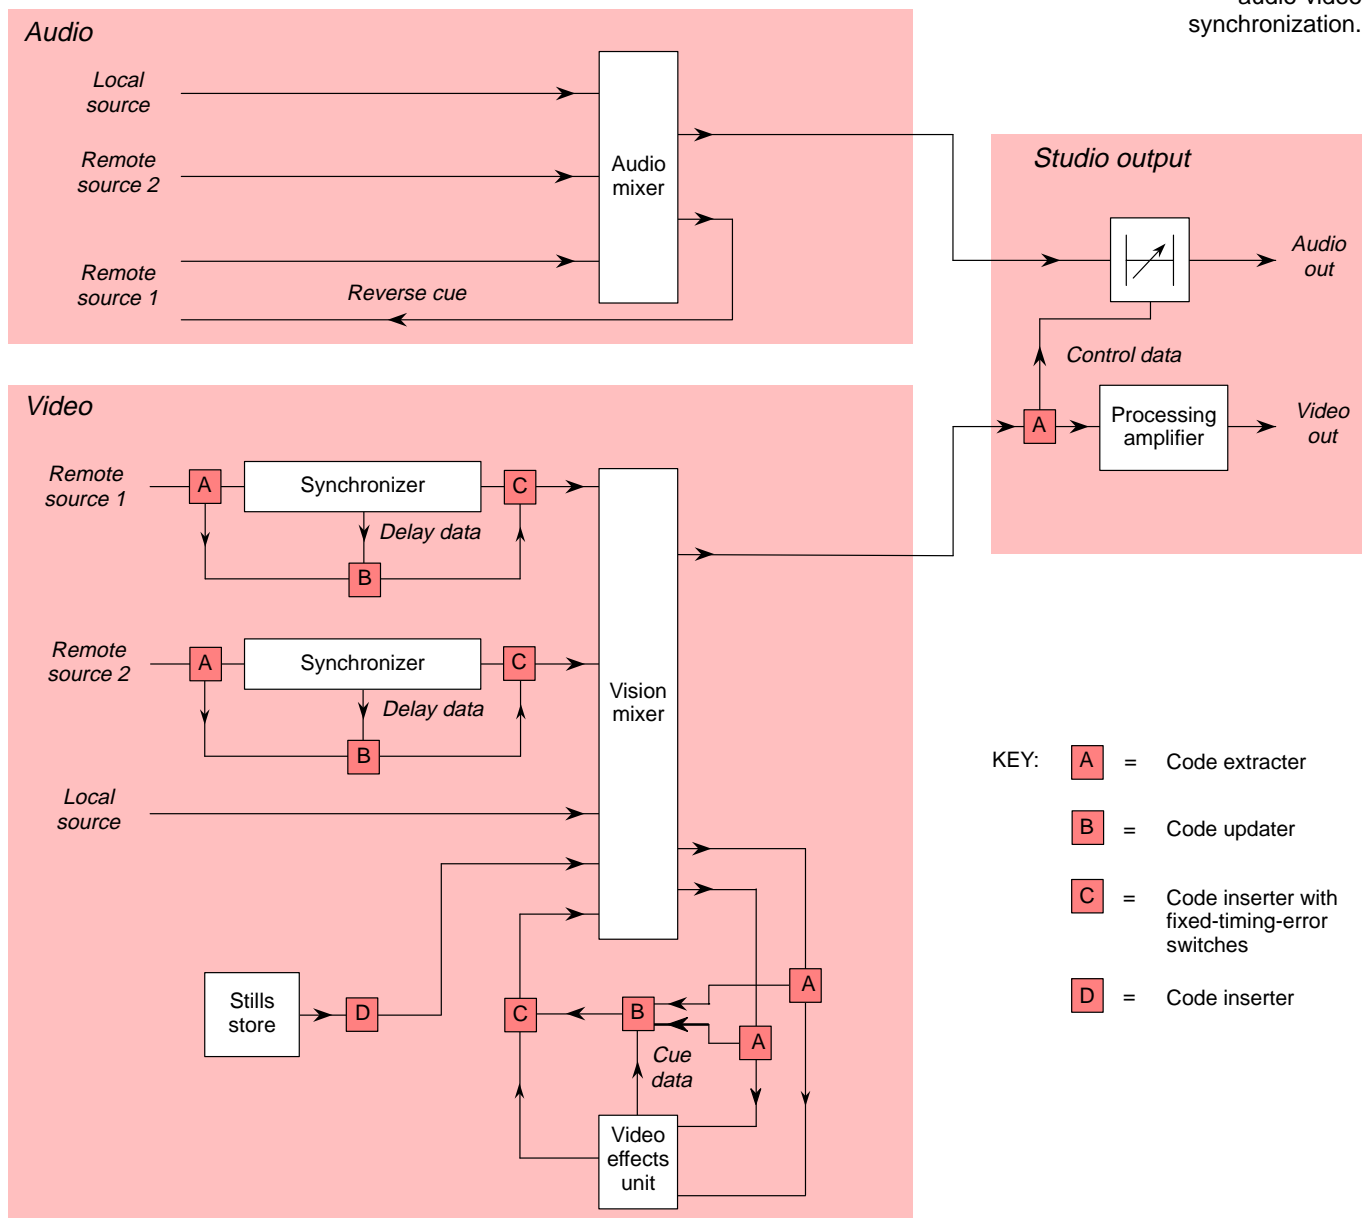 audio-video
synchronization.
Audio
Local
source
Remote
source 2
Remote
source 1
Reverse cue
Audio
mixer
Studio output
Audio
out
Control data
A
Processing
amplifier
Video
out
Video
Remote
source 1
A
Synchronizer
C
Delay data
B
Remote
source 2
A
Synchronizer
C
Delay data
B
Vision
mixer
Local
source
Stills
store
D
C
B
A
A
Cue
data
Video
effects
unit
KEY:
A = Code extracter
B = Code updater
C = Code inserter with
fixed-timing-error
switches
D = Code inserter